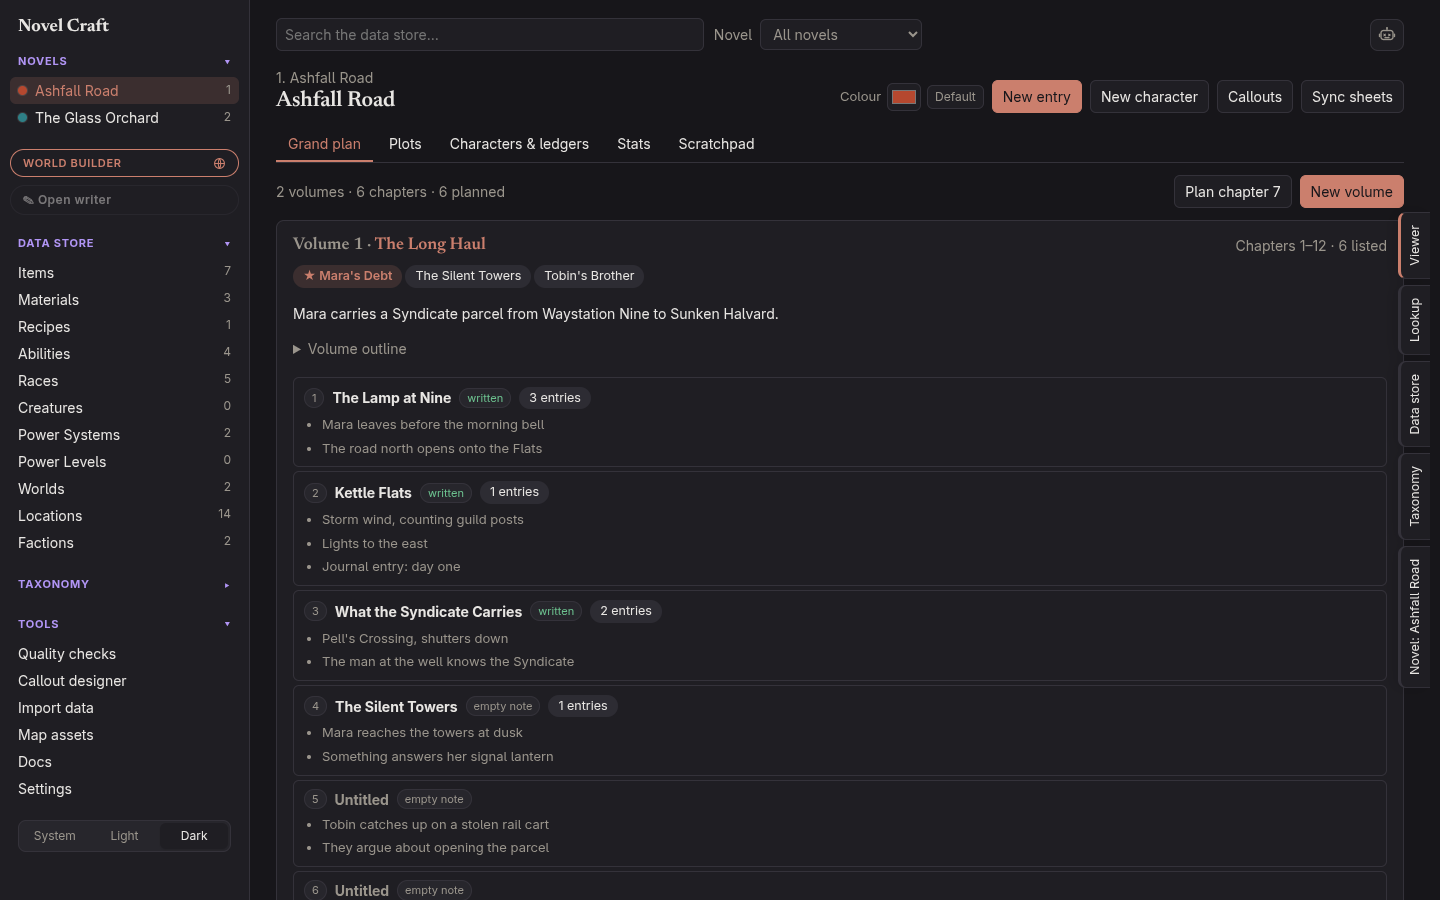 Novel Craft
NOVELS
Ashfall Road 1
The Glass Orchard 2
WORLD BUILDER
Open writer
DATA STORE
Items 7
Materials 3
Recipes 1
Abilities 4
Races 5
Creatures 0
Power Systems 2
Power Levels 0
Worlds 2
Locations 14
Factions 2
TAXONOMY
TOOLS
Quality checks
Callout designer
Import data
Map assets
Docs
Settings
System Light Dark
Search the data store... Novel All novels
1. Ashfall Road
Ashfall Road
Colour Default New entry New character Callouts Sync sheets
Grand plan Plots Characters & ledgers Stats Scratchpad
2 volumes · 6 chapters · 6 planned Plan chapter 7 New volume
Volume 1 · The Long Haul Chapters 1–12 · 6 listed
★ Mara's Debt The Silent Towers Tobin's Brother
Mara carries a Syndicate parcel from Waystation Nine to Sunken Halvard.
▶ Volume outline
1 The Lamp at Nine written 3 entries
• Mara leaves before the morning bell
• The road north opens onto the Flats
2 Kettle Flats written 1 entries
• Storm wind, counting guild posts
• Lights to the east
• Journal entry: day one
3 What the Syndicate Carries written 2 entries
• Pell's Crossing, shutters down
• The man at the well knows the Syndicate
4 The Silent Towers empty note 1 entries
• Mara reaches the towers at dusk
• Something answers her signal lantern
5 Untitled empty note
• Tobin catches up on a stolen rail cart
• They argue about opening the parcel
6 Untitled empty note
Viewer
Lookup
Data store
Taxonomy
Novel: Ashfall Road